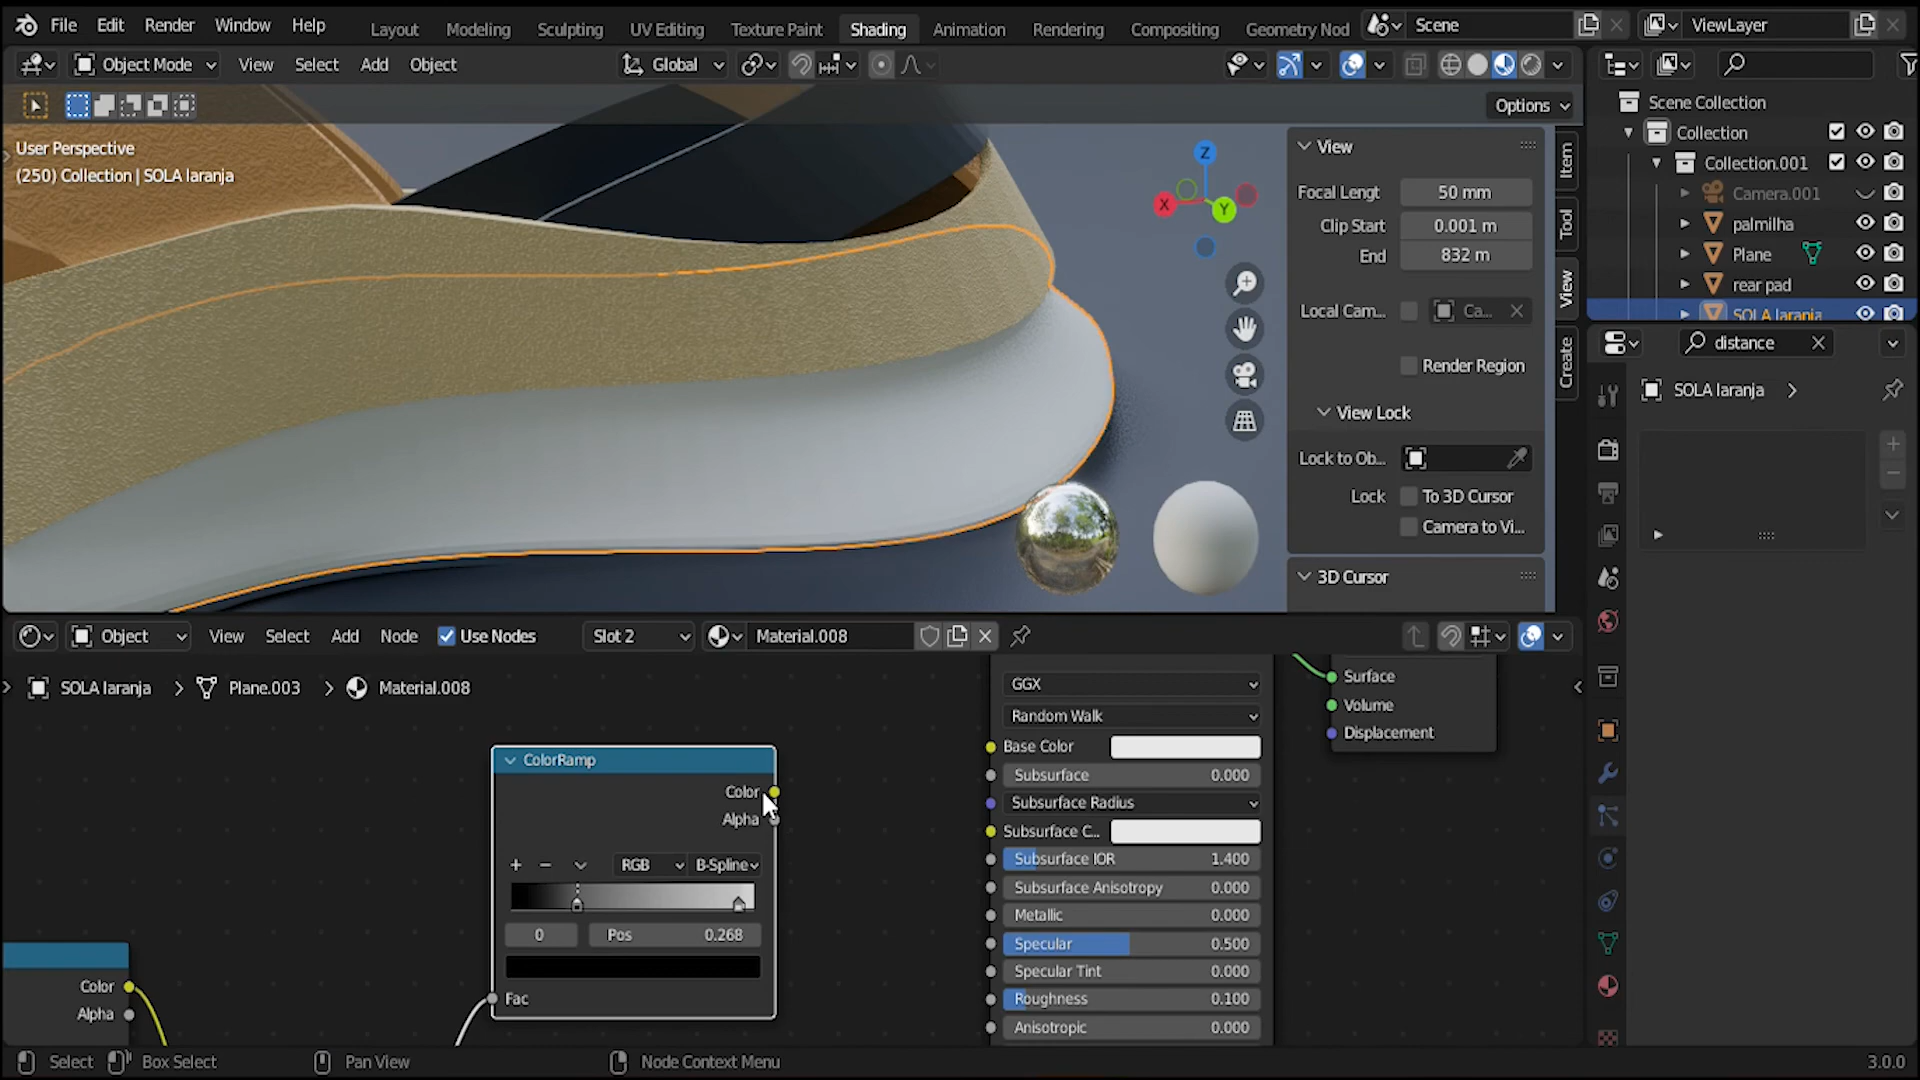 File Edit Render Window Help Layout Modeling Sculpting UV Editing Texture Paint Shading Animation Rendering Compositing Geometry Nod Scene ViewLayer
Object Mode View Select Add Object Global
Options
User Perspective
(250) Collection | SOLA laranja
X Y Z
View
Focal Lengt 50 mm
Clip Start 0.001 m
End 832 m
Local Cam... Ca...
Render Region
View Lock
Lock to Ob...
Lock To 3D Cursor
Camera to Vi...
3D Cursor
Item
Tool
View
Create
Scene Collection
Collection
Collection.001
Camera.001
palmilha
Plane
rear pad
SOLA laranja
distance
SOLA laranja
Object View Select Add Node Use Nodes Slot 2 Material.008
SOLA laranja Plane.003 Material.008
ColorRamp
Color
Alpha
+ − RGB B-Spline
0 Pos 0.268
Fac
Color
Alpha
GGX
Random Walk
Base Color
Subsurface 0.000
Subsurface Radius
Subsurface C...
Subsurface IOR 1.400
Subsurface Anisotropy 0.000
Metallic 0.000
Specular 0.500
Specular Tint 0.000
Roughness 0.100
Anisotropic 0.000
Surface
Volume
Displacement
Select Box Select Pan View Node Context Menu 3.0.0